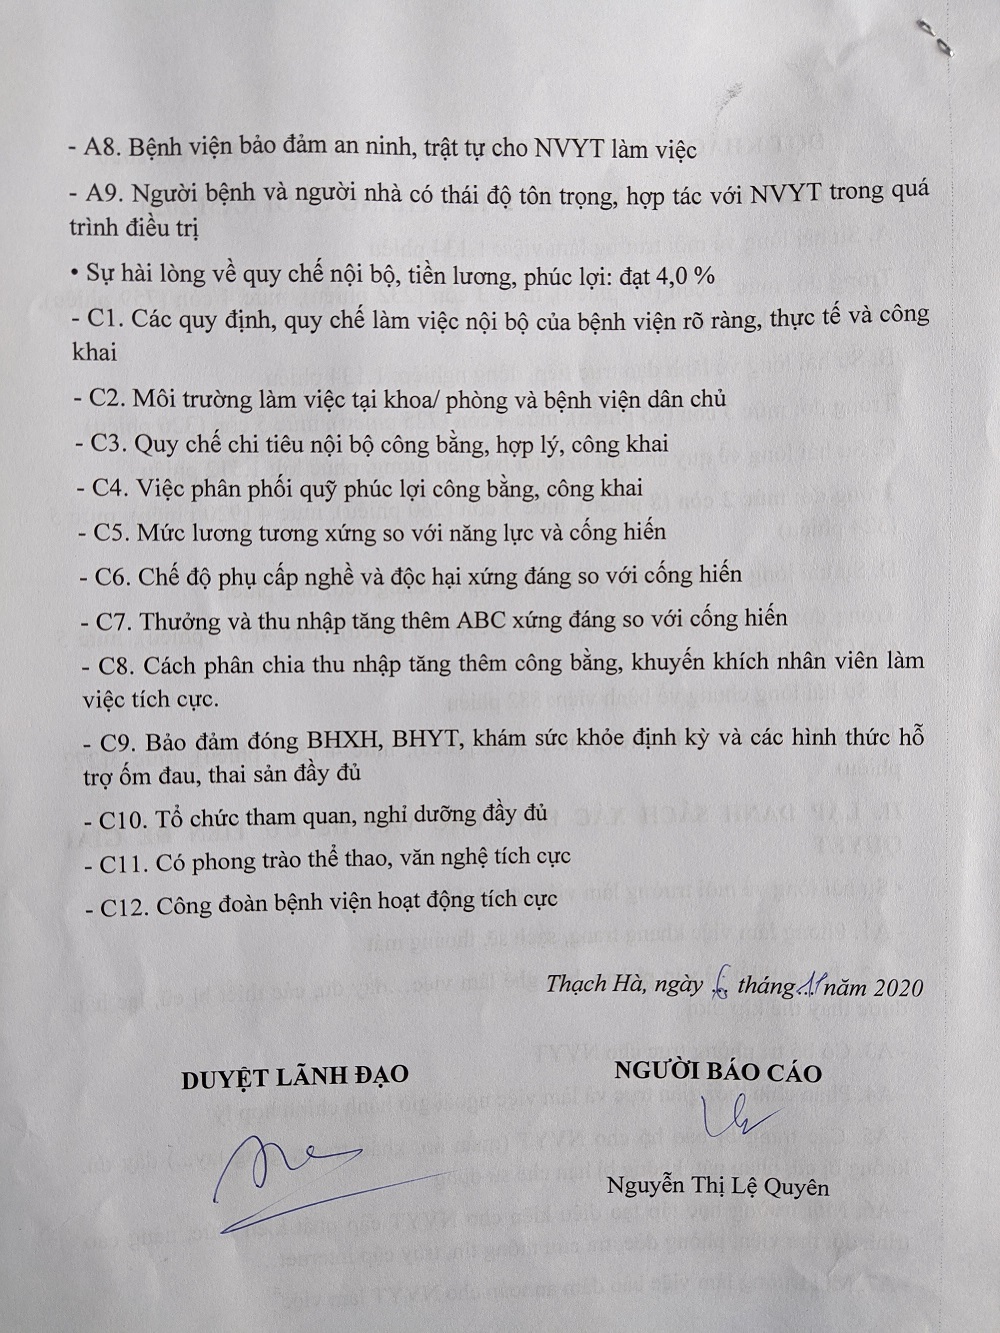 - A8. Bệnh viện bảo đảm an ninh, trật tự cho NVYT làm việc
- A9. Người bệnh và người nhà có thái độ tôn trọng, hợp tác với NVYT trong quá
trình điều trị
• Sự hài lòng về quy chế nội bộ, tiền lương, phúc lợi: đạt 4,0 %
- C1. Các quy định, quy chế làm việc nội bộ của bệnh viện rõ ràng, thực tế và công
khai
- C2. Môi trường làm việc tại khoa/ phòng và bệnh viện dân chủ
- C3. Quy chế chi tiêu nội bộ công bằng, hợp lý, công khai
- C4. Việc phân phối quỹ phúc lợi công bằng, công khai
- C5. Mức lương tương xứng so với năng lực và cống hiến
- C6. Chế độ phụ cấp nghề và độc hại xứng đáng so với cống hiến
- C7. Thưởng và thu nhập tăng thêm ABC xứng đáng so với cống hiến
- C8. Cách phân chia thu nhập tăng thêm công bằng, khuyến khích nhân viên làm
việc tích cực.
- C9. Bảo đảm đóng BHXH, BHYT, khám sức khỏe định kỳ và các hình thức hỗ
trợ ốm đau, thai sản đầy đủ
- C10. Tổ chức tham quan, nghỉ dưỡng đầy đủ
- C11. Có phong trào thể thao, văn nghệ tích cực
- C12. Công đoàn bệnh viện hoạt động tích cực
Thạch Hà, ngày 6 tháng 11 năm 2020
DUYỆT LÃNH ĐẠO
NGƯỜI BÁO CÁO
Nguyễn Thị Lệ Quyên